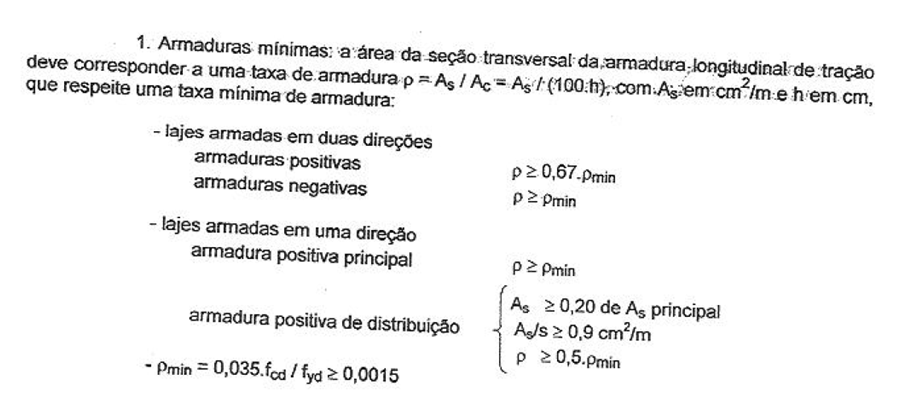 1. Armaduras mínimas: a área da seção transversal da armadura longitudinal de tração
deve corresponder a uma taxa de armadura ρ = As / Ac = As / (100.h), com As em cm²/m e h em cm,
que respeite uma taxa mínima de armadura:
- lajes armadas em duas direções
armaduras positivas ρ ≥ 0,67.ρmin
armaduras negativas ρ ≥ ρmin
- lajes armadas em uma direção
armadura positiva principal ρ ≥ ρmin
armadura positiva de distribuição
As ≥ 0,20 de As principal
As/s ≥ 0,9 cm²/m
ρ ≥ 0,5.ρmin
- ρmin = 0,035.fcd / fyd ≥ 0,0015